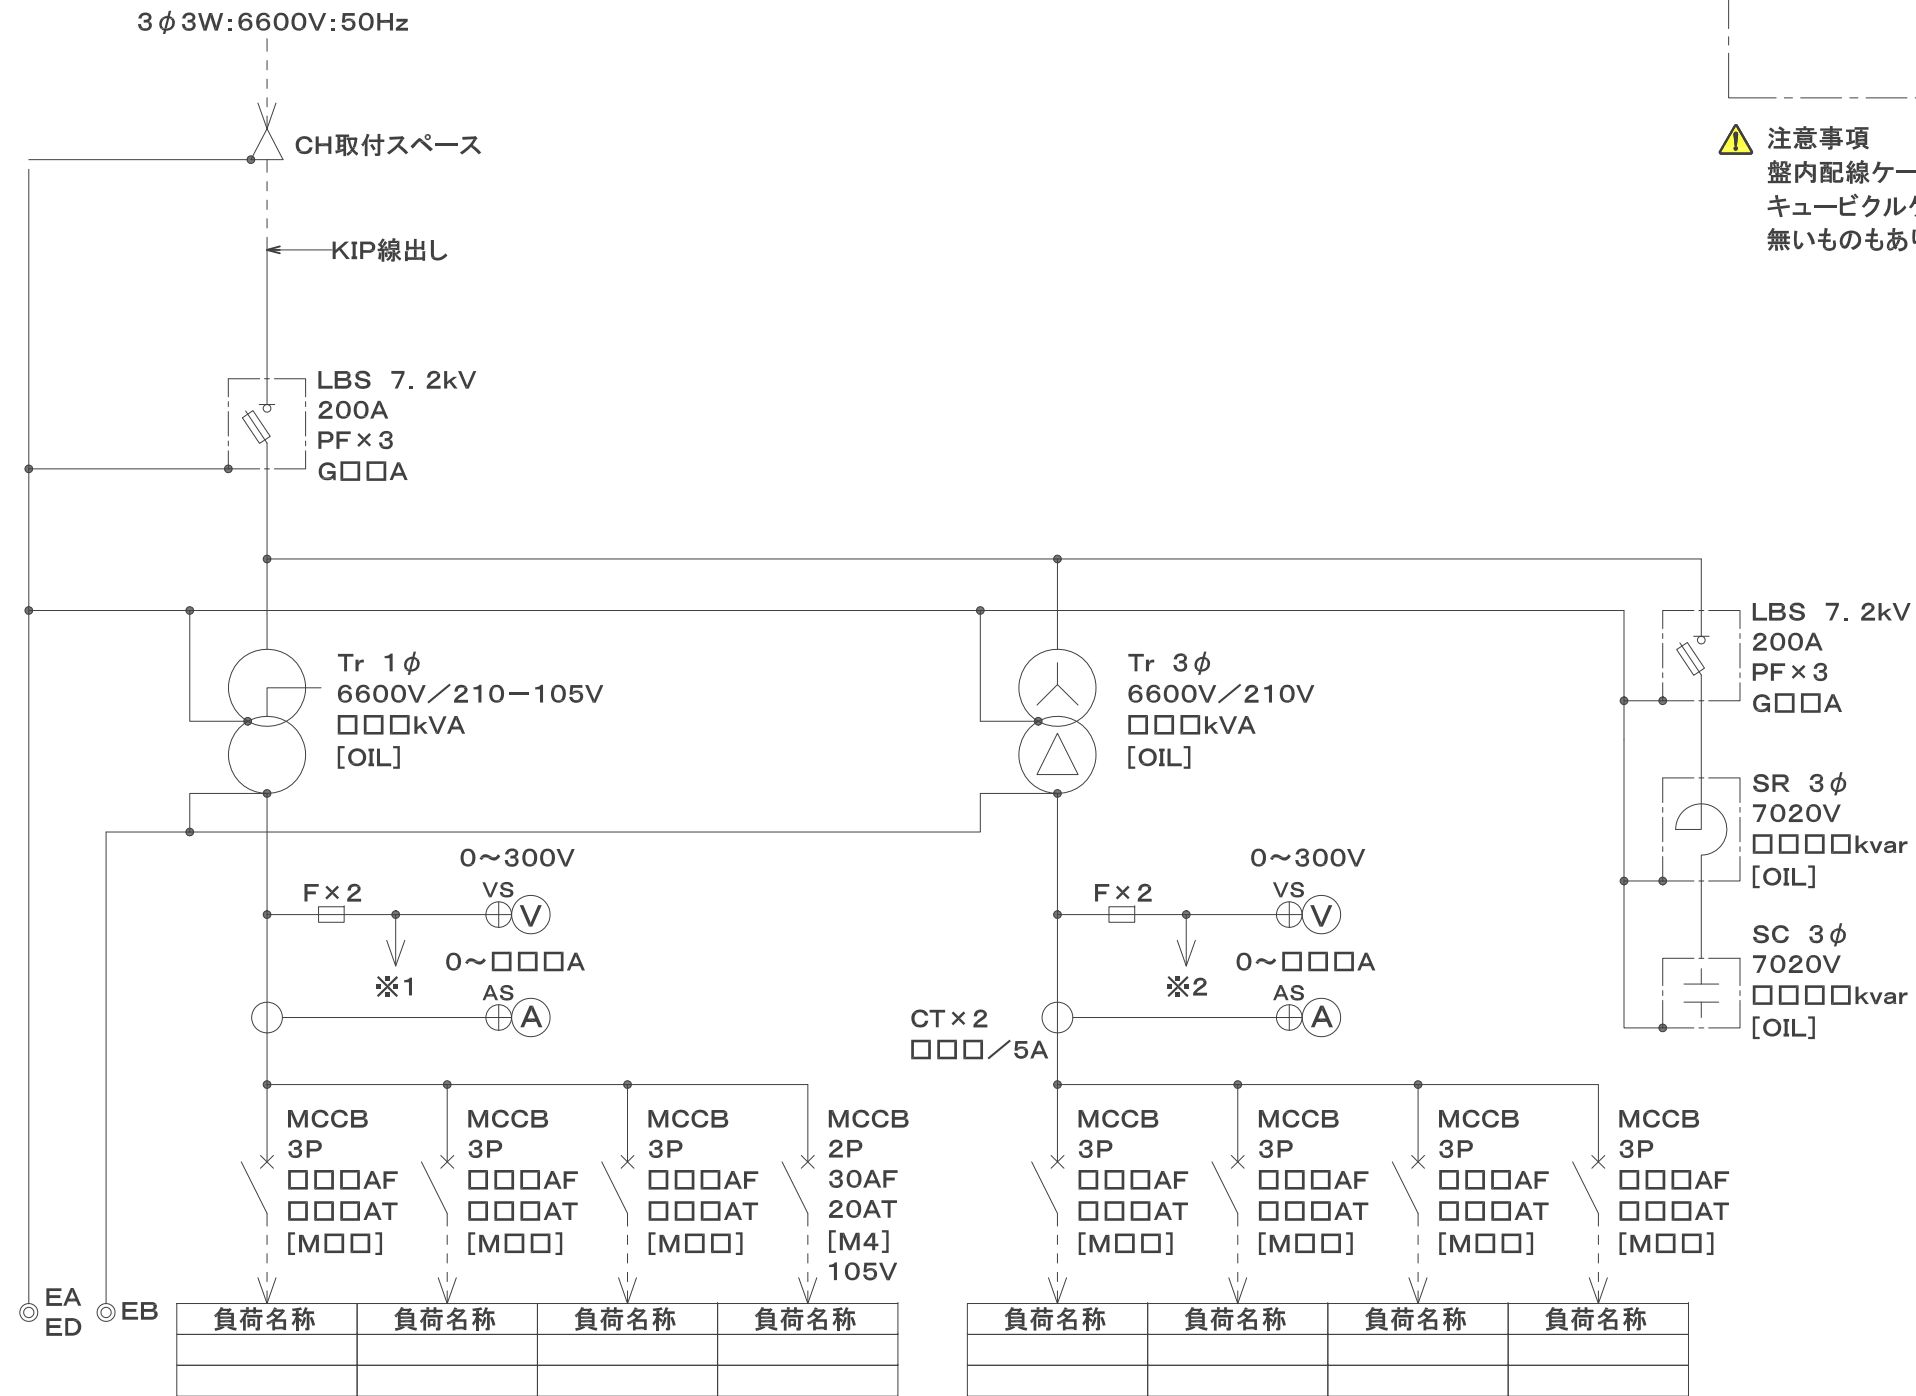 3φ3W:6600V:50Hz
CH取付スペース
KIP線出し
注意事項
盤内配線ケー
キュービクル
無いものもあ
LBS 7.2kV
200A
PF×3
G□□A
LBS 7.2kV
200A
PF×3
G□□A
Tr 1φ
6600V/210-105V
□□□kVA
[OIL]
Tr 3φ
6600V/210V
□□□kVA
[OIL]
SR 3φ
7020V
□□□□kvar
[OIL]
SC 3φ
7020V
□□□□kvar
[OIL]
0~300V
F×2
VS
V
※1
0~□□□A
AS
A
0~300V
F×2
VS
V
※2
0~□□□A
AS
A
CT×2
□□□/5A
MCCB
3P
□□□AF
□□□AT
[M□□]
MCCB
3P
□□□AF
□□□AT
[M□□]
MCCB
3P
□□□AF
□□□AT
[M□□]
MCCB
2P
30AF
20AT
[M4]
105V
MCCB
3P
□□□AF
□□□AT
[M□□]
MCCB
3P
□□□AF
□□□AT
[M□□]
MCCB
3P
□□□AF
□□□AT
[M□□]
MCCB
3P
□□□AF
□□□AT
[M□□]
EA
ED
EB
負荷名称 負荷名称 負荷名称 負荷名称
負荷名称 負荷名称 負荷名称 負荷名称